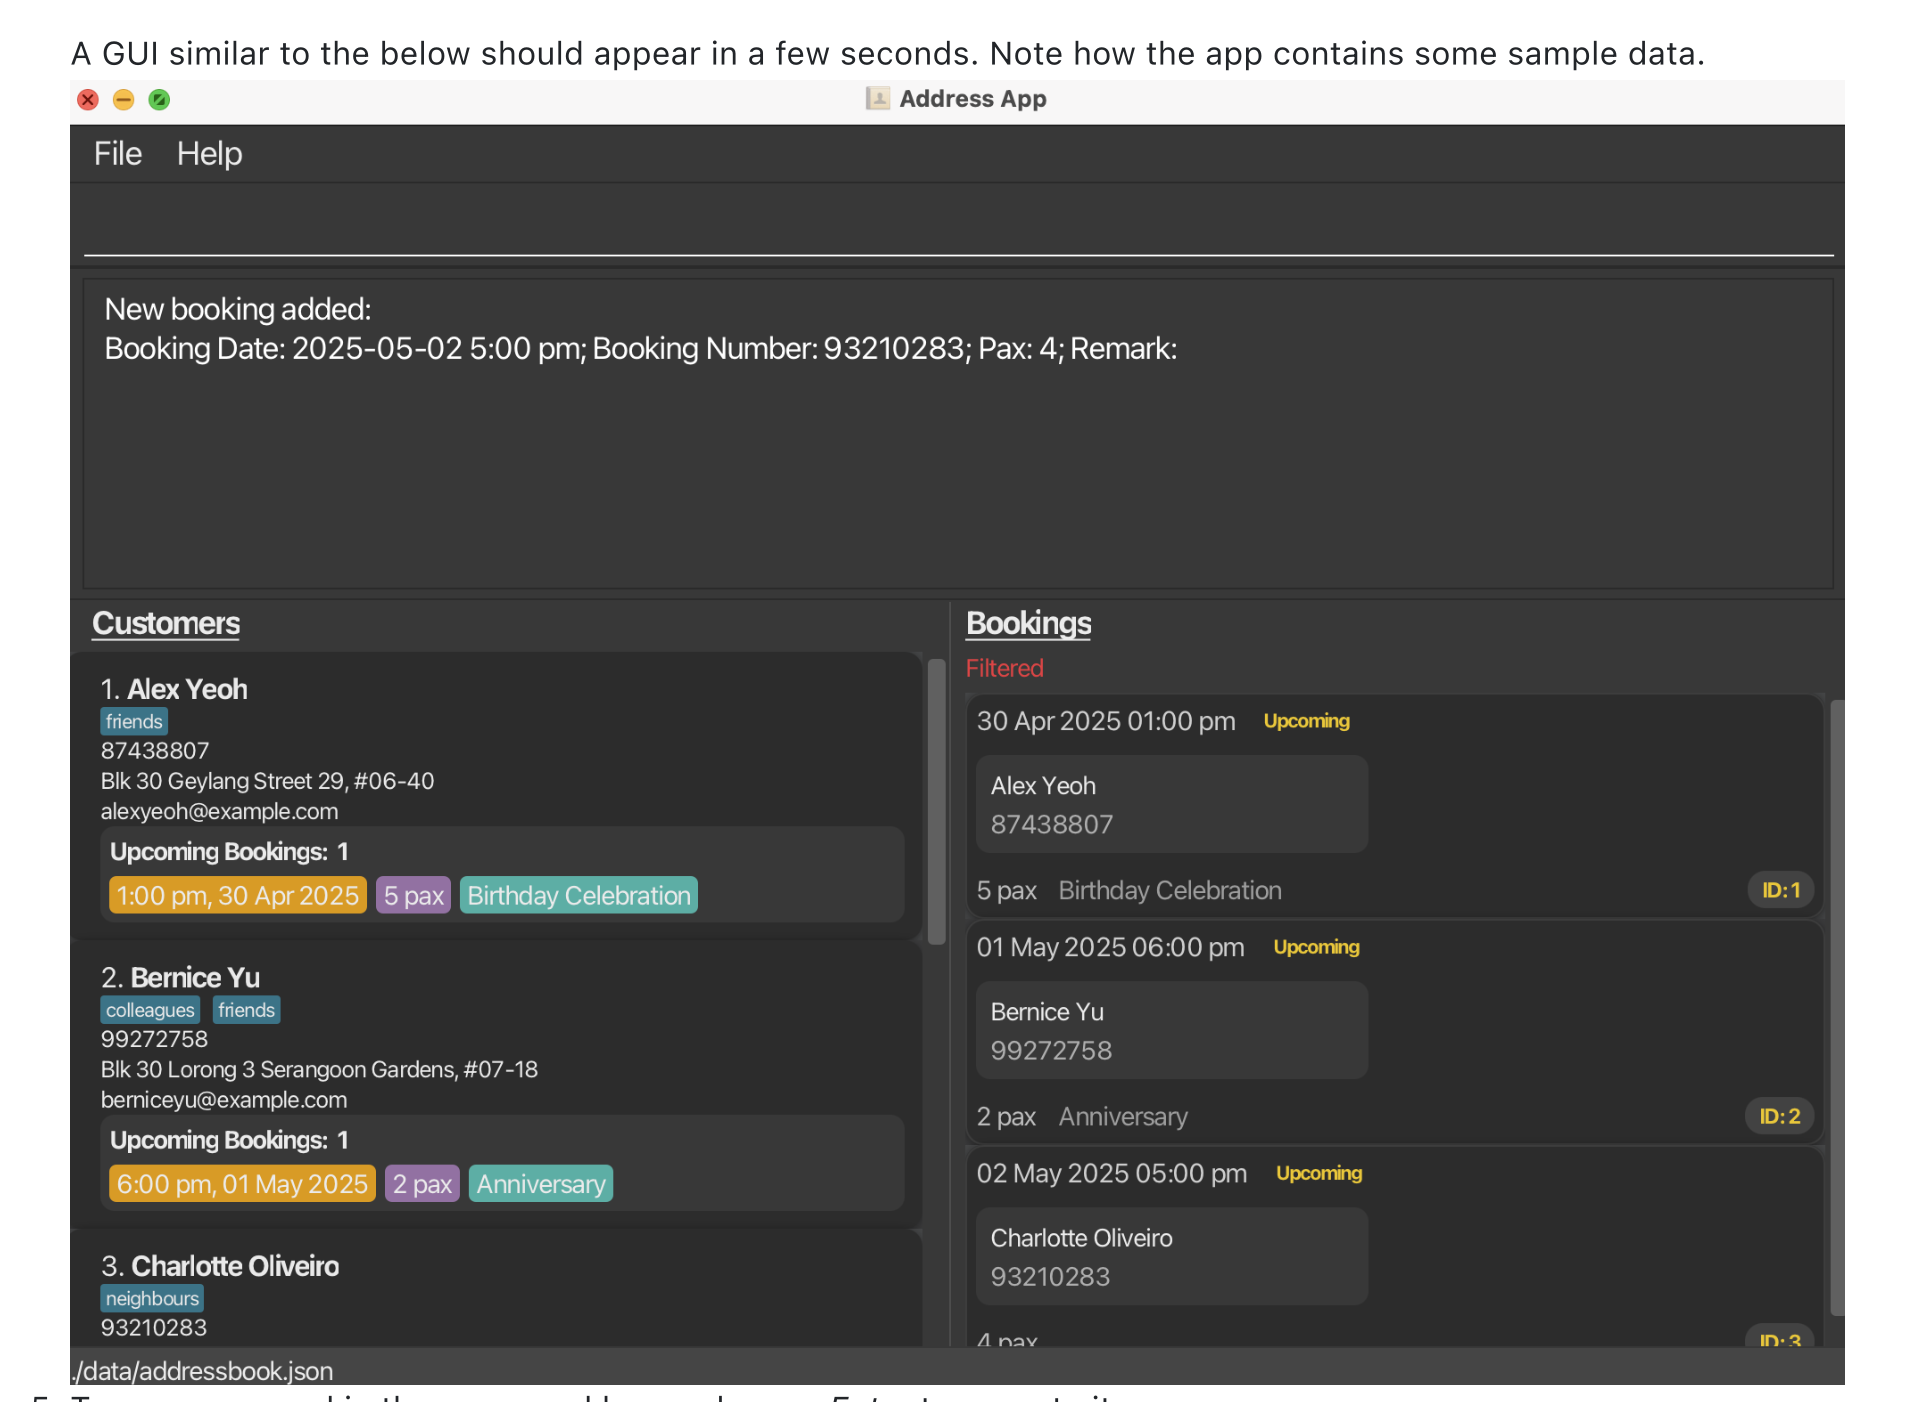 A GUI similar to the below should appear in a few seconds. Note how the app contains some sample data.
Address App
File Help
New booking added:
Booking Date: 2025-05-02 5:00 pm; Booking Number: 93210283; Pax: 4; Remark:
Customers
1. Alex Yeoh
friends
87438807
Blk 30 Geylang Street 29, #06-40
alexyeoh@example.com
Upcoming Bookings: 1
1:00 pm, 30 Apr 2025 5 pax Birthday Celebration
2. Bernice Yu
colleagues friends
99272758
Blk 30 Lorong 3 Serangoon Gardens, #07-18
berniceyu@example.com
Upcoming Bookings: 1
6:00 pm, 01 May 2025 2 pax Anniversary
3. Charlotte Oliveiro
neighbours
93210283
Bookings
Filtered
30 Apr 2025 01:00 pm Upcoming
Alex Yeoh
87438807
5 pax Birthday Celebration ID: 1
01 May 2025 06:00 pm Upcoming
Bernice Yu
99272758
2 pax Anniversary ID: 2
02 May 2025 05:00 pm Upcoming
Charlotte Oliveiro
93210283
4 pax ID: 3
./data/addressbook.json